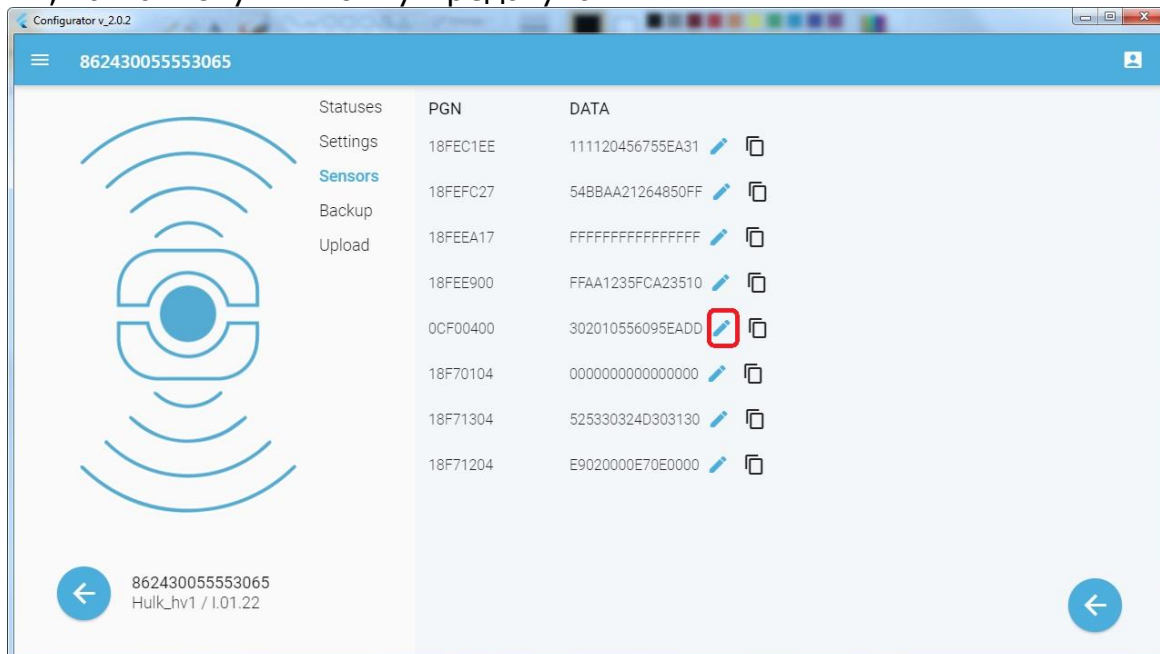 Configurator v_2.0.2
862430055553065
Statuses
Settings
Sensors
Backup
Upload
PGN DATA
18FEC1EE 111120456755EA31
18FEFC27 54BBAA21264850FF
18FEEA17 FFFFFFFFFFFFFFFF
18FEE900 FFAA1235FCA23510
0CF00400 302010556095EADD
18F70104 0000000000000000
18F71304 525330324D303130
18F71204 E9020000E70E0000
862430055553065
Hulk_hv1 / I.01.22